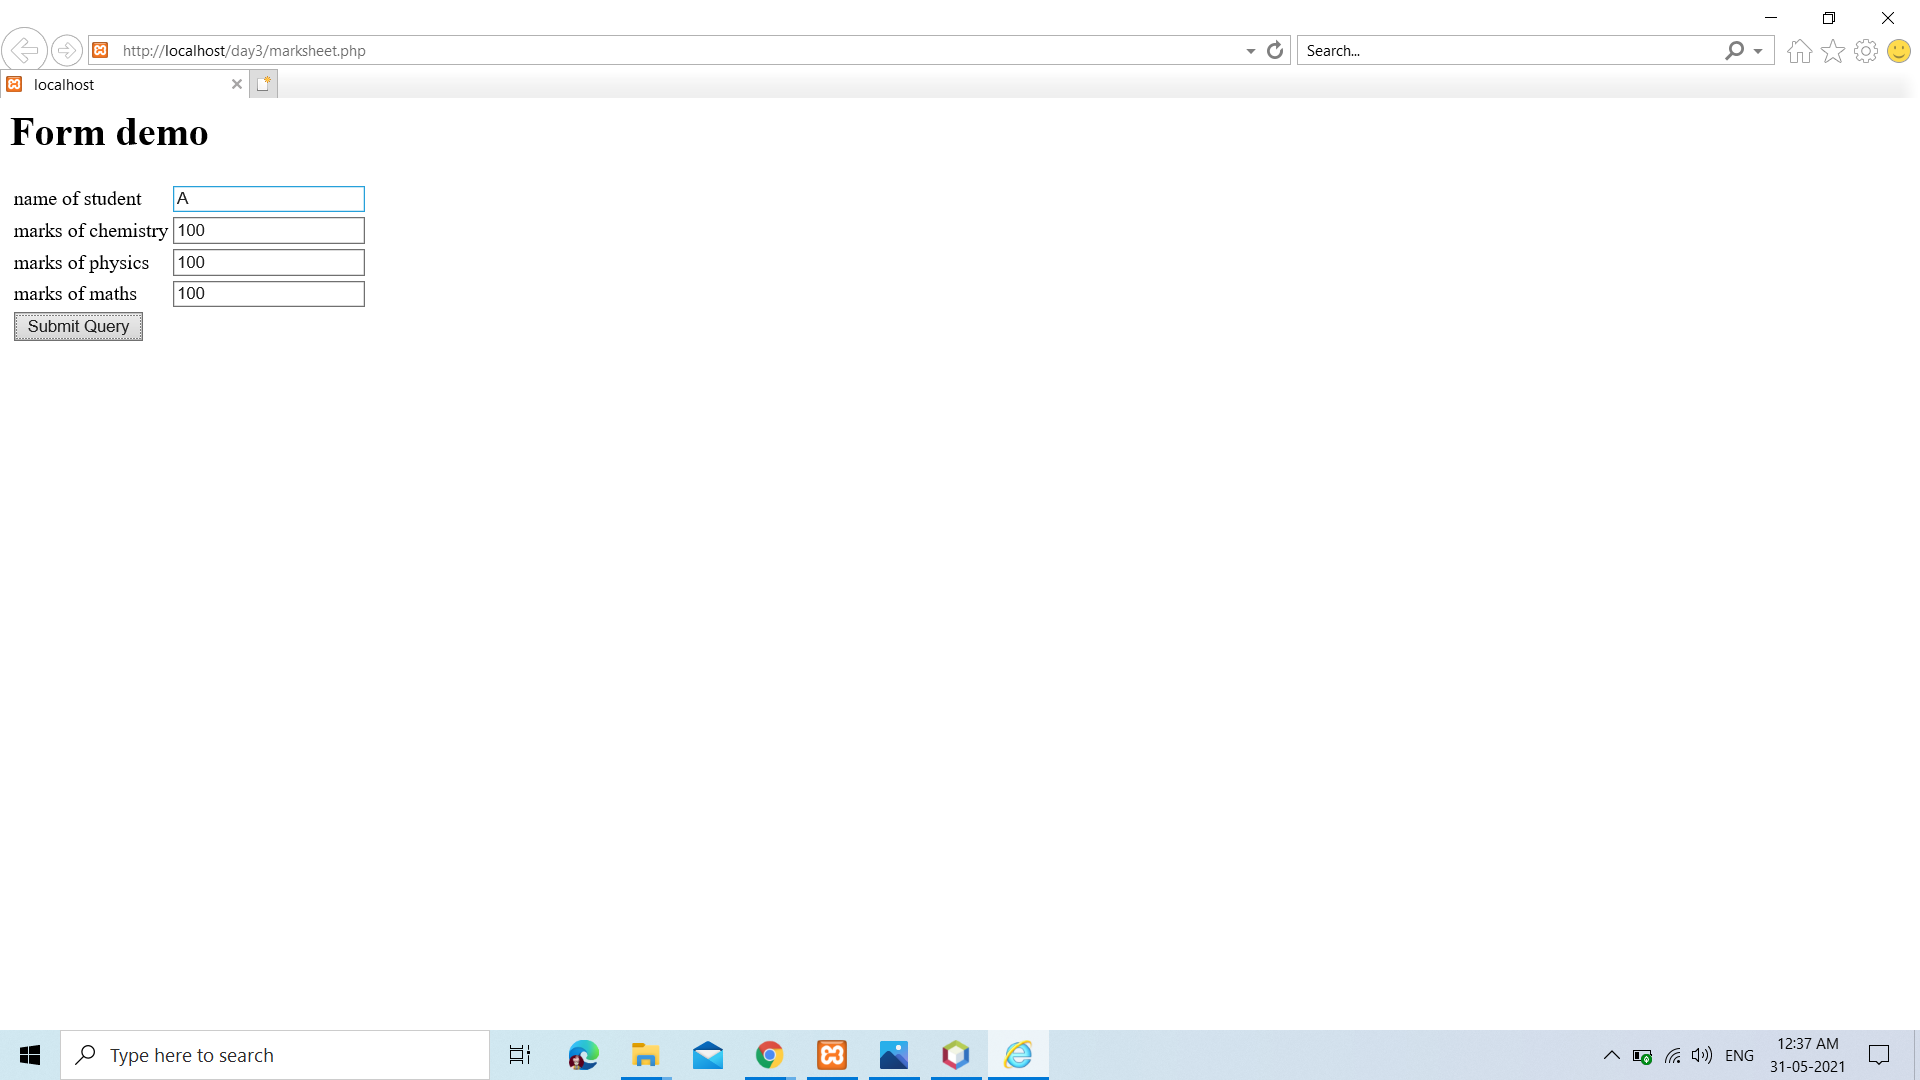 http://localhost/day3/marksheet.php
Search...
localhost
Form demo
name of student A
marks of chemistry 100
marks of physics 100
marks of maths 100
Submit Query
Type here to search
ENG
12:37 AM
31-05-2021